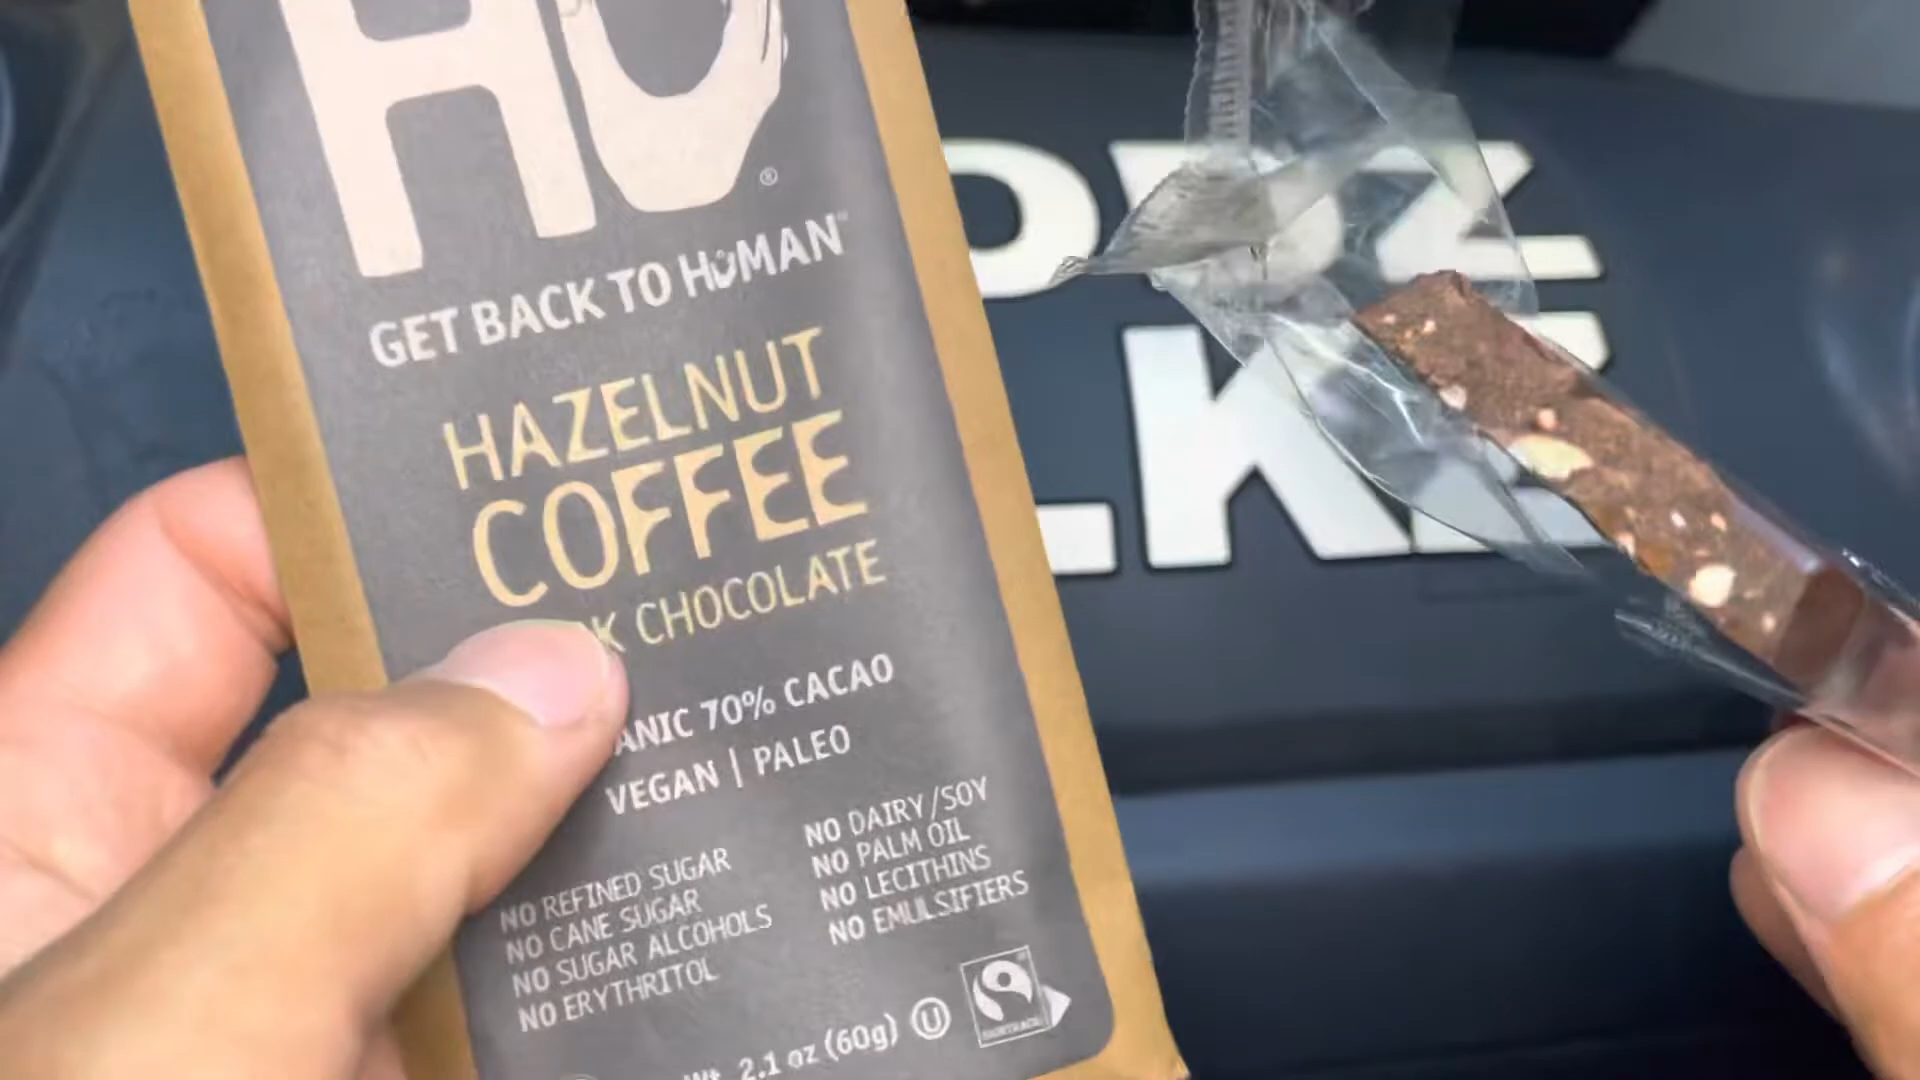 HU
®
GET BACK TO HUMAN
HAZELNUT
COFFEE
CHOCOLATE
70% CACAO
VEGAN | PALEO
NO REFINED SUGAR
NO CANE SUGAR
NO SUGAR ALCOHOLS
NO ERYTHRITOL
NO DAIRY/SOY
NO PALM OIL
NO LECITHINS
NO EMULSIFIERS
2.1 oz (60g) U
FAIRTRADE